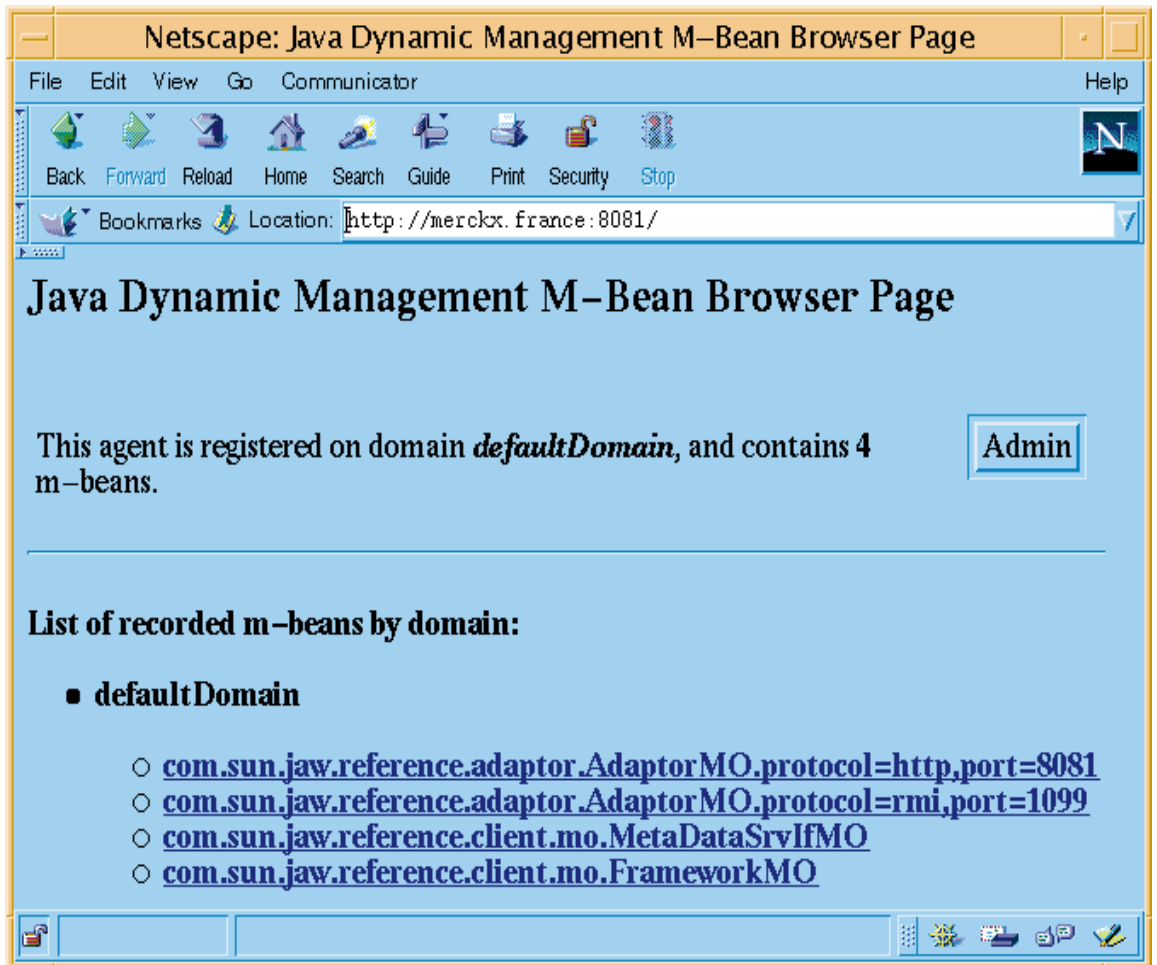 Netscape: Java Dynamic Management M–Bean Browser Page
File Edit View Go Communicator Help
Back Forward Reload Home Search Guide Print Security Stop
N
Bookmarks Location: http://merckx.france:8081/
Java Dynamic Management M–Bean Browser Page
This agent is registered on domain defaultDomain, and contains 4
m–beans.
Admin
List of recorded m–beans by domain:
defaultDomain
com.sun.jaw.reference.adaptor.AdaptorMO.protocol=http,port=8081
com.sun.jaw.reference.adaptor.AdaptorMO.protocol=rmi,port=1099
com.sun.jaw.reference.client.mo.MetaDataSrvIfMO
com.sun.jaw.reference.client.mo.FrameworkMO